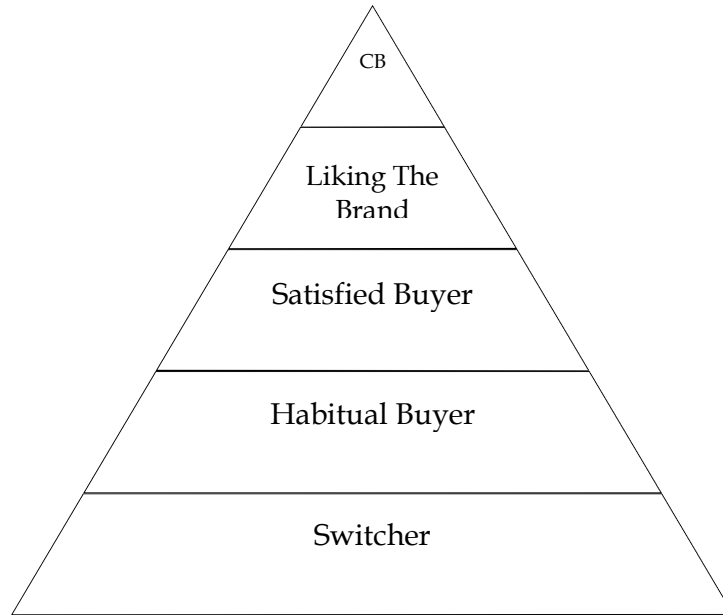 CB
Liking The
Brand
Satisfied Buyer
Habitual Buyer
Switcher